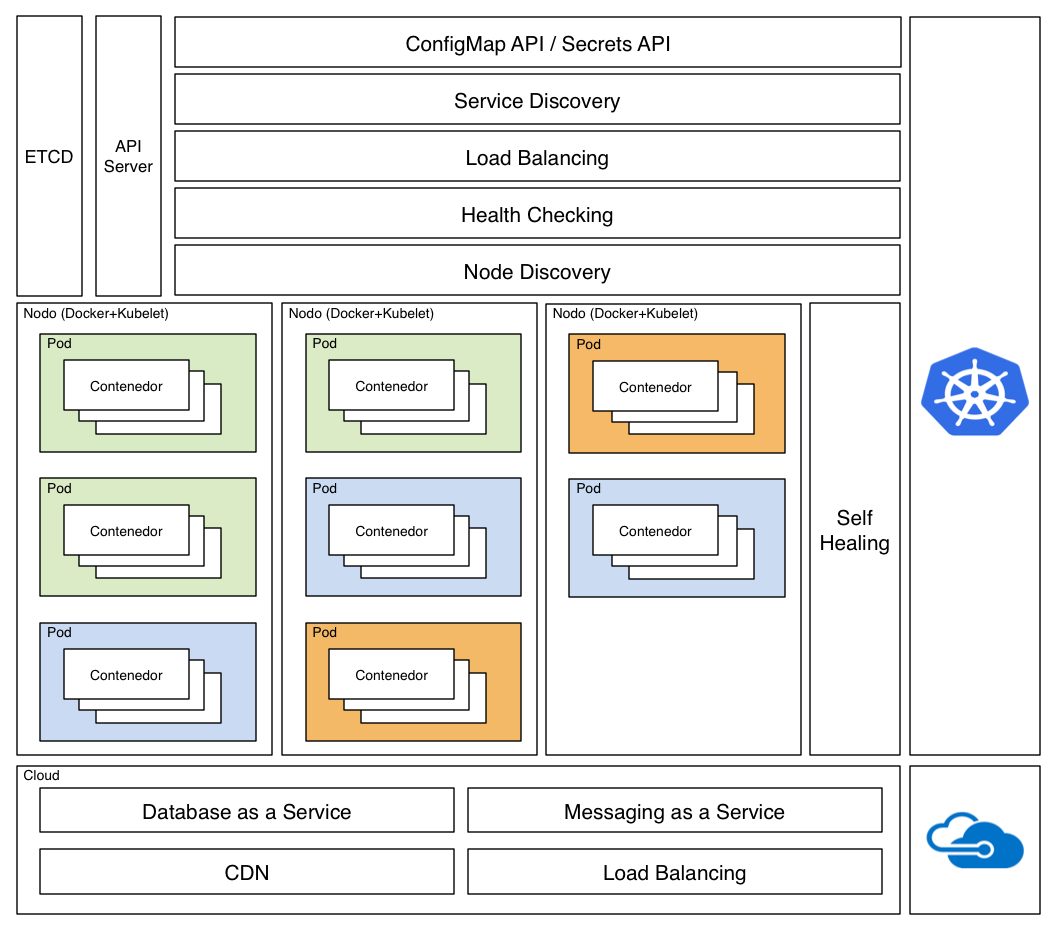 ETCD
API
Server
ConfigMap API / Secrets API
Service Discovery
Load Balancing
Health Checking
Node Discovery
Nodo (Docker+Kubelet)
Pod
Contenedor
Pod
Contenedor
Pod
Contenedor
Nodo (Docker+Kubelet)
Pod
Contenedor
Pod
Contenedor
Pod
Contenedor
Nodo (Docker+Kubelet)
Pod
Contenedor
Pod
Contenedor
Self
Healing
Cloud
Database as a Service
Messaging as a Service
CDN
Load Balancing